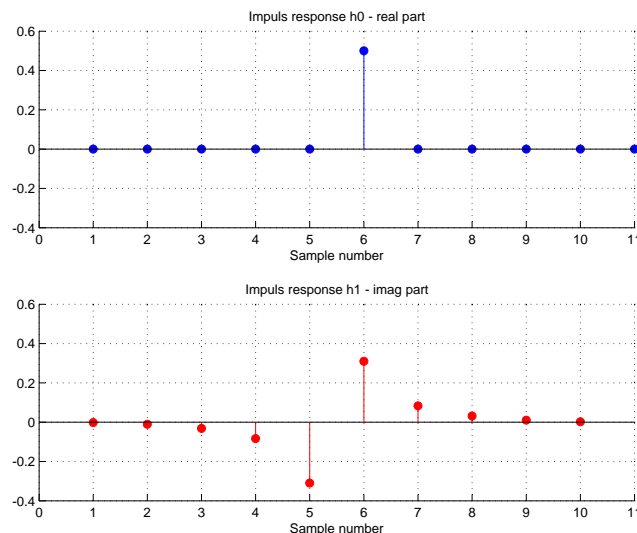 Impuls response h0 - real part
0.6
0.4
0.2
0
-0.2
-0.4
0 1 2 3 4 5 6 7 8 9 10 11
Sample number
Impuls response h1 - imag part
0.6
0.4
0.2
0
-0.2
-0.4
0 1 2 3 4 5 6 7 8 9 10 11
Sample number